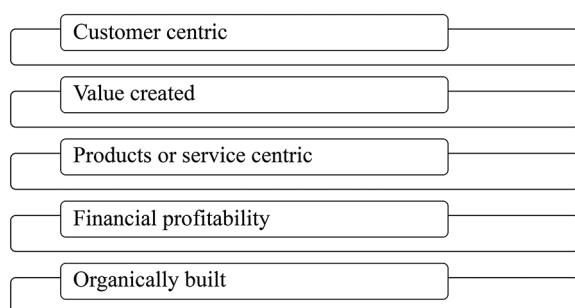 Customer centric
Value created
Products or service centric
Financial profitability
Organically built